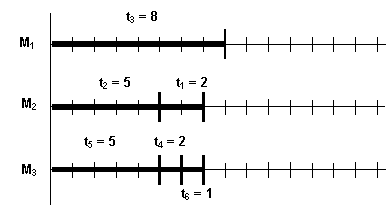 t₃ = 8
M₁
t₂ = 5 t₁ = 2
M₂
t₅ = 5 t₄ = 2
M₃
t₆ = 1